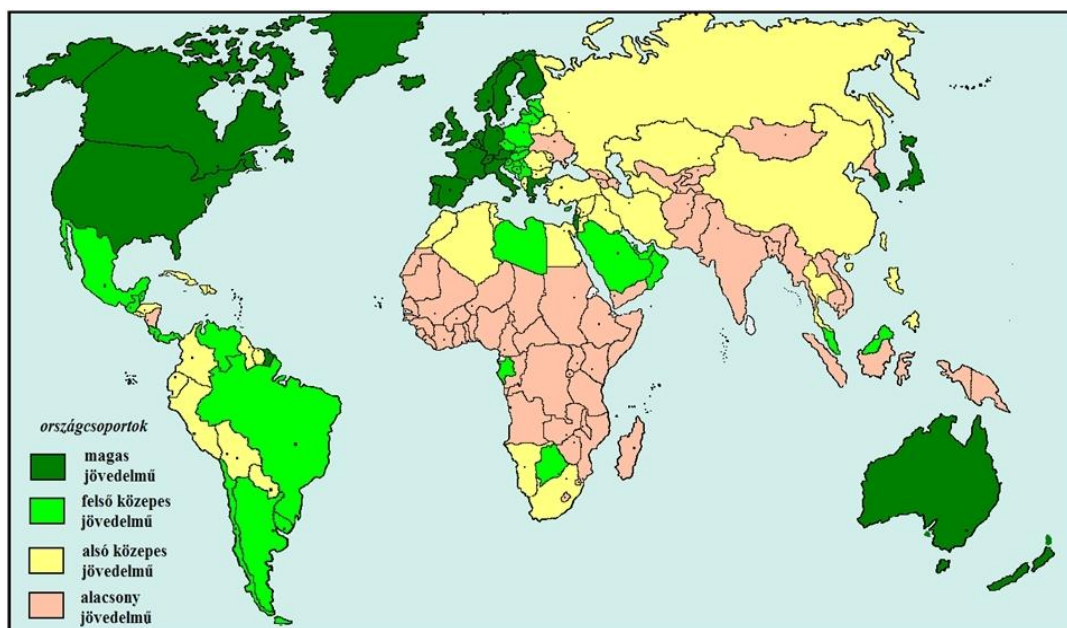 országcsoportok
magas
jövedelmű
felső közepes
jövedelmű
alsó közepes
jövedelmű
alacsony
jövedelmű